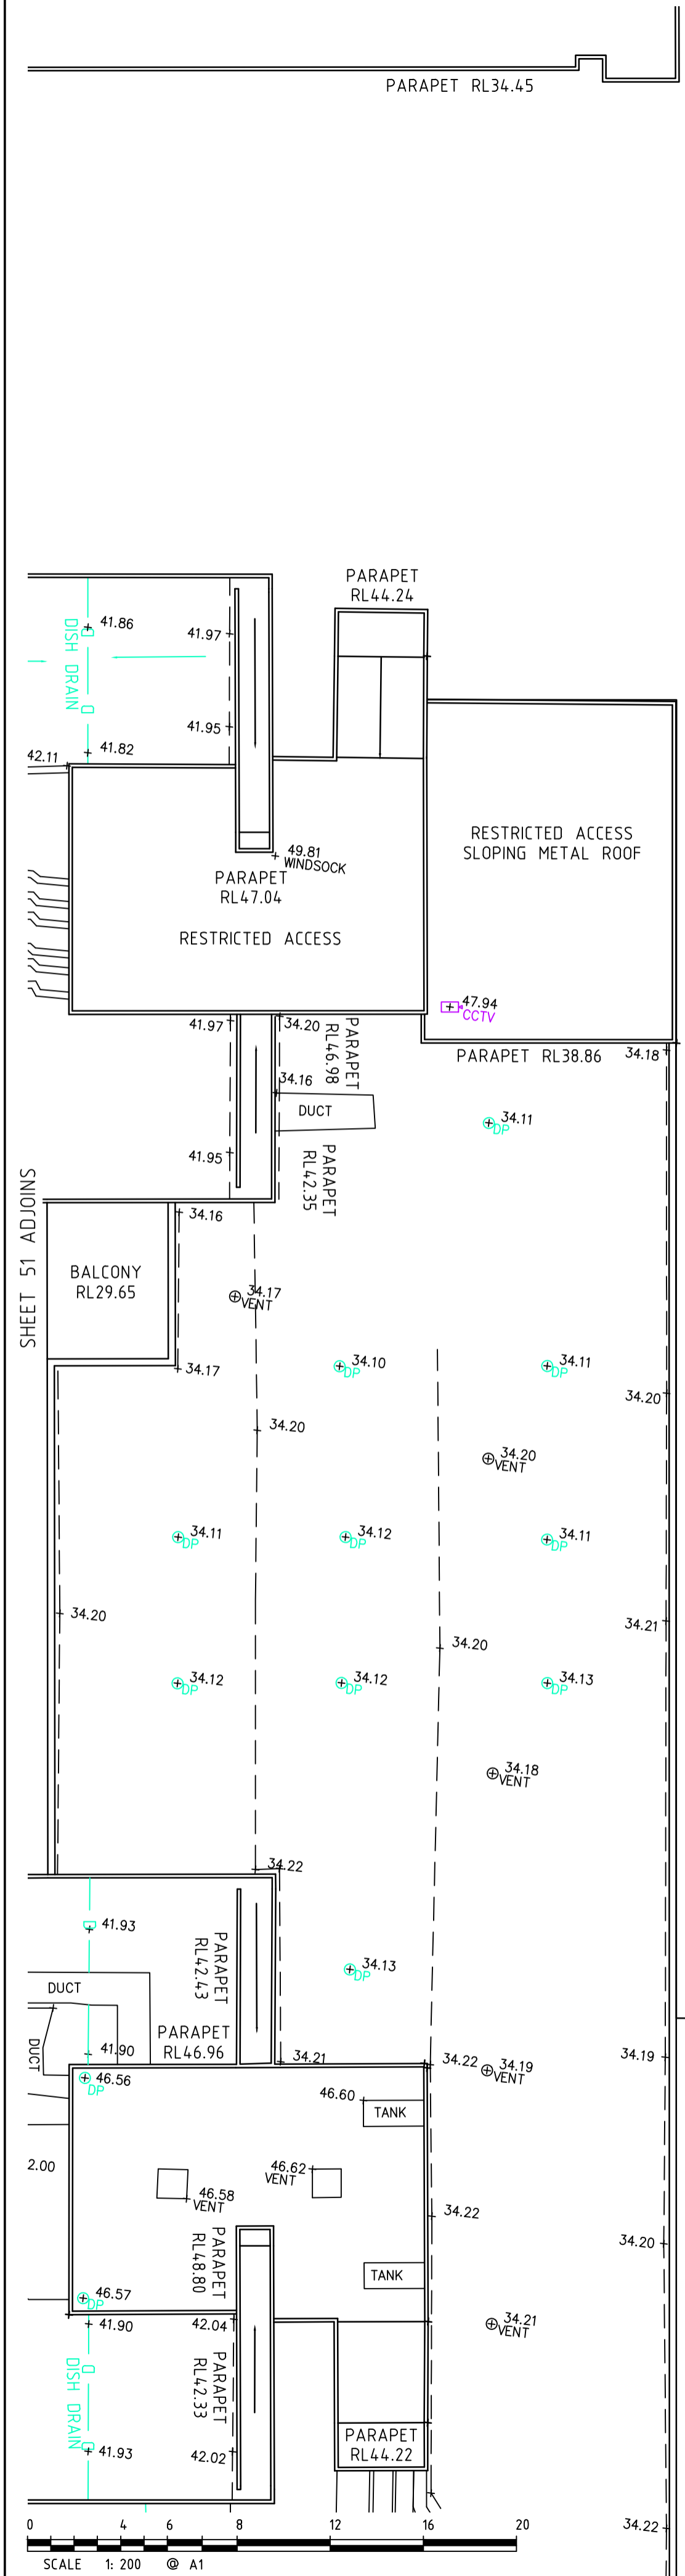 PARAPET RL34.45
PARAPET
RL44.24
41.86
41.97
DISH DRAIN
41.95
42.11
41.82
RESTRICTED ACCESS
SLOPING METAL ROOF
49.81
WINDSOCK
PARAPET
RL47.04
RESTRICTED ACCESS
47.94
CCTV
41.97
34.20
PARAPET
RL46.98
PARAPET RL38.86
34.18
34.16
DUCT
34.11
DP
41.95
PARAPET
RL42.35
SHEET 51 ADJOINS
34.16
BALCONY
RL29.65
34.17
VENT
34.17
34.10
DP
34.11
DP
34.20
34.20
34.20
VENT
34.11
DP
34.12
DP
34.11
DP
34.20
34.21
34.20
34.12
DP
34.12
DP
34.13
DP
34.18
VENT
34.22
41.93
PARAPET
RL42.43
34.13
DP
DUCT
DUCT
PARAPET
RL46.96
41.90
34.21
34.22
34.19
VENT
34.19
46.56
DP
46.60
TANK
2.00
46.62
VENT
46.58
VENT
34.22
PARAPET
RL48.80
34.20
TANK
46.57
DP
41.90
42.04
34.21
VENT
DISH DRAIN
PARAPET
RL42.33
41.93
42.02
PARAPET
RL44.22
34.22
0 4 6 8 12 16 20
SCALE 1: 200 @ A1